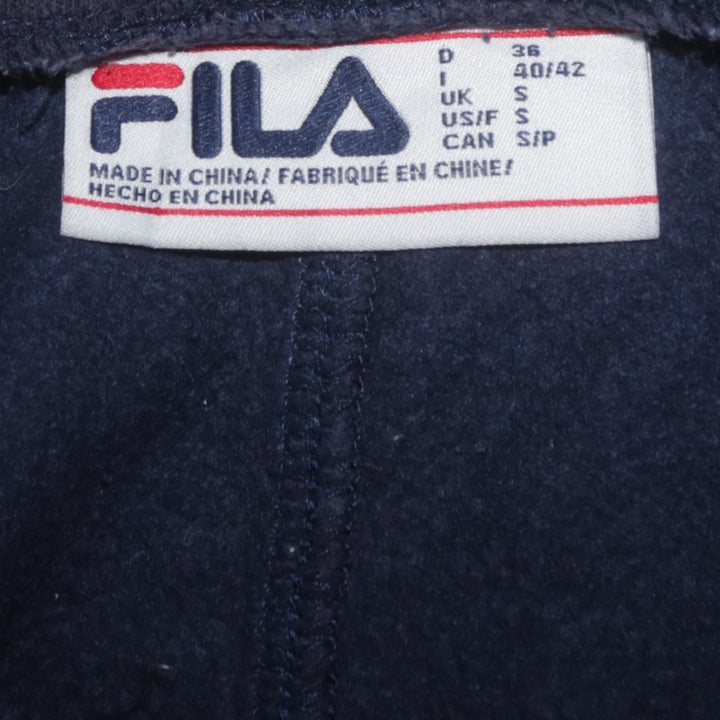 FILA
D 36
I 40/42
UK S
US/F S
CAN S/P
MADE IN CHINA/ FABRIQUÉ EN CHINE/
HECHO EN CHINA